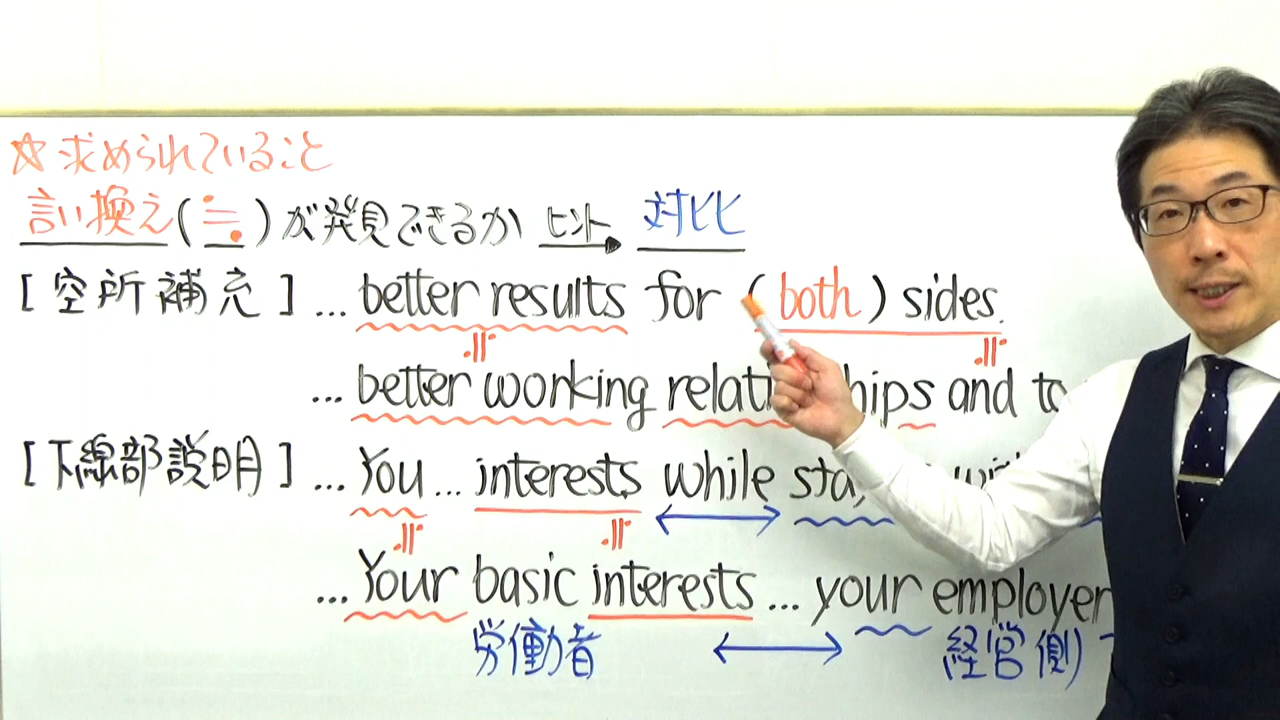 ☆求められていること
言い換え(≒)が発見できるか ヒント→ 対比
[空所補充] ... better results for (both) sides.
... better working relati hips and to
[下線部説明] ... You ... interests while sta
... Your basic interests ... your employer
労働者 ↔ 経営側